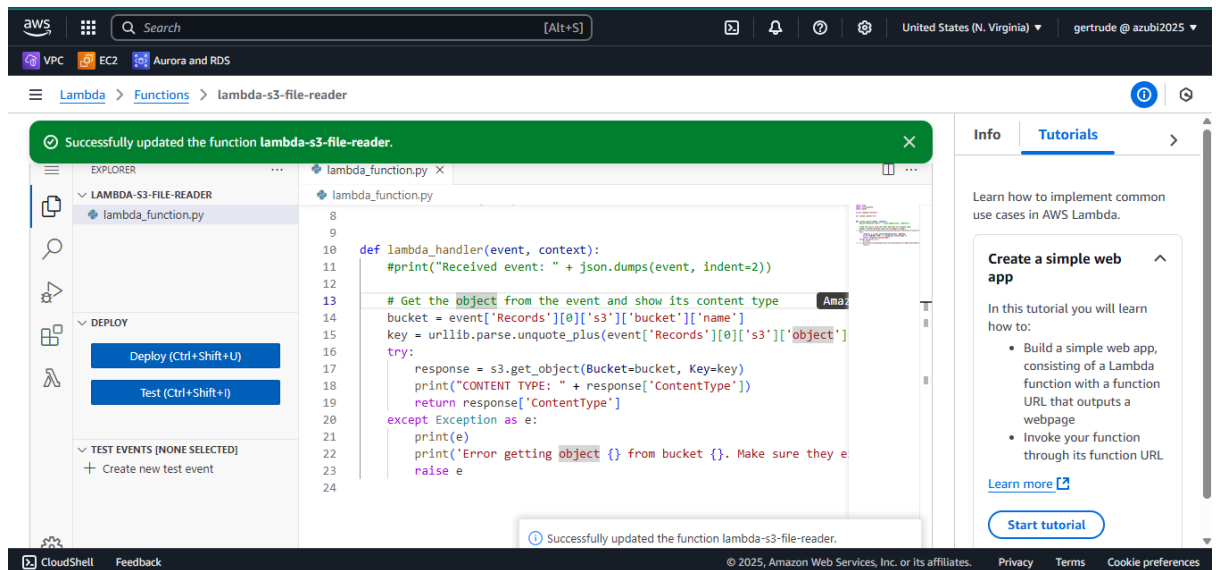 aws
Search [Alt+S]
United States (N. Virginia) ▼
gertrude @ azubi2025 ▼
VPC EC2 Aurora and RDS
Lambda > Functions > lambda-s3-file-reader
Successfully updated the function lambda-s3-file-reader.
EXPLORER
LAMBDA-S3-FILE-READER
lambda_function.py
DEPLOY
Deploy (Ctrl+Shift+U)
Test (Ctrl+Shift+I)
TEST EVENTS [NONE SELECTED]
Create new test event
lambda_function.py
lambda_function.py
8
9
10 def lambda_handler(event, context):
11 #print("Received event: " + json.dumps(event, indent=2))
12
13 # Get the object from the event and show its content type
Amaz
14 bucket = event['Records'][0]['s3']['bucket']['name']
15 key = urllib.parse.unquote_plus(event['Records'][0]['s3']['object']
16 try:
17 response = s3.get_object(Bucket=bucket, Key=key)
18 print("CONTENT TYPE: " + response['ContentType'])
19 return response['ContentType']
20 except Exception as e:
21 print(e)
22 print('Error getting object {} from bucket {}. Make sure they e
23 raise e
24
Successfully updated the function lambda-s3-file-reader.
Info
Tutorials
Learn how to implement common
use cases in AWS Lambda.
Create a simple web
app
In this tutorial you will learn
how to:
• Build a simple web app,
consisting of a Lambda
function with a function
URL that outputs a
webpage
• Invoke your function
through its function URL
Learn more
Start tutorial
CloudShell Feedback
© 2025, Amazon Web Services, Inc. or its affiliates. Privacy Terms Cookie preferences